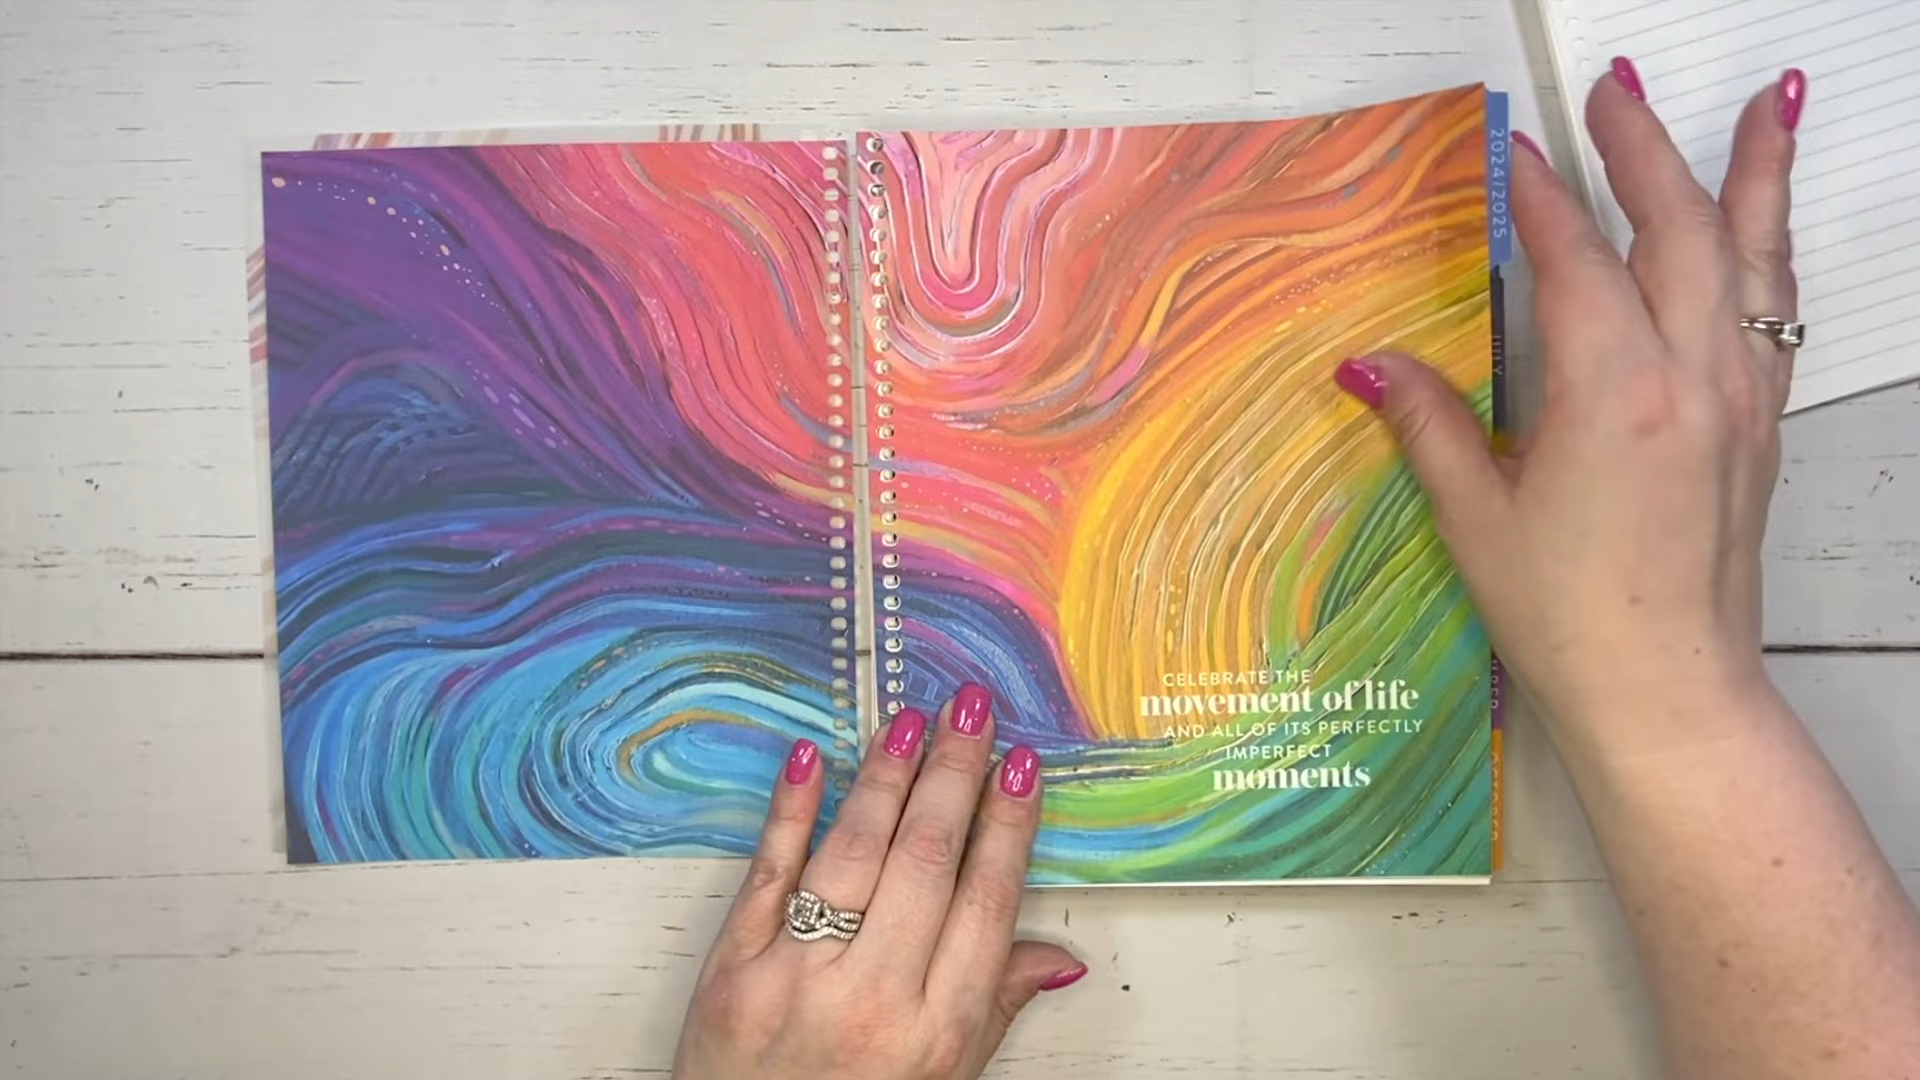 CELEBRATE THE
movement of life
AND ALL OF ITS PERFECTLY
IMPERFECT
moments
2024/2025
JULY